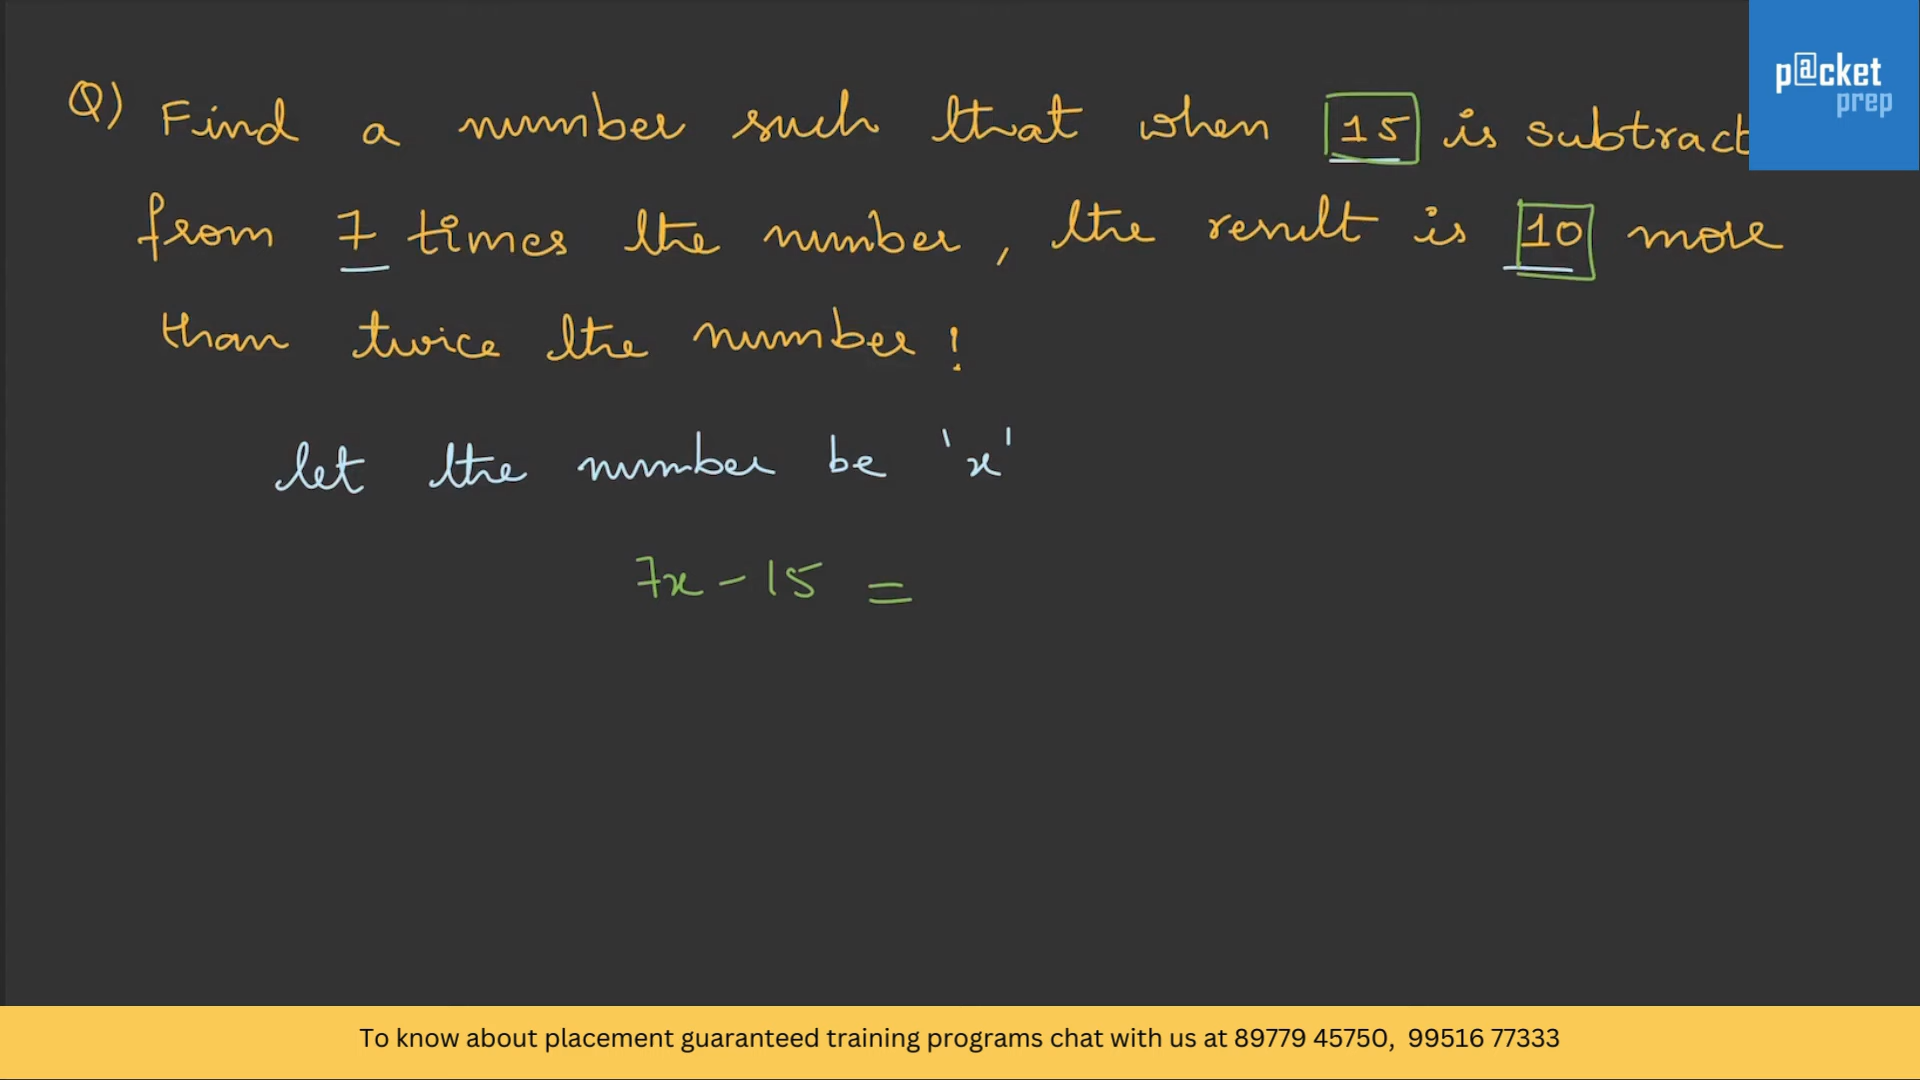 Q) Find a number such that when 15 is subtract
p@cket
prep
from 7 times the number, the result is 10 more
than twice the number!
let the number be 'x'
7x - 15 =
To know about placement guaranteed training programs chat with us at 89779 45750, 99516 77333